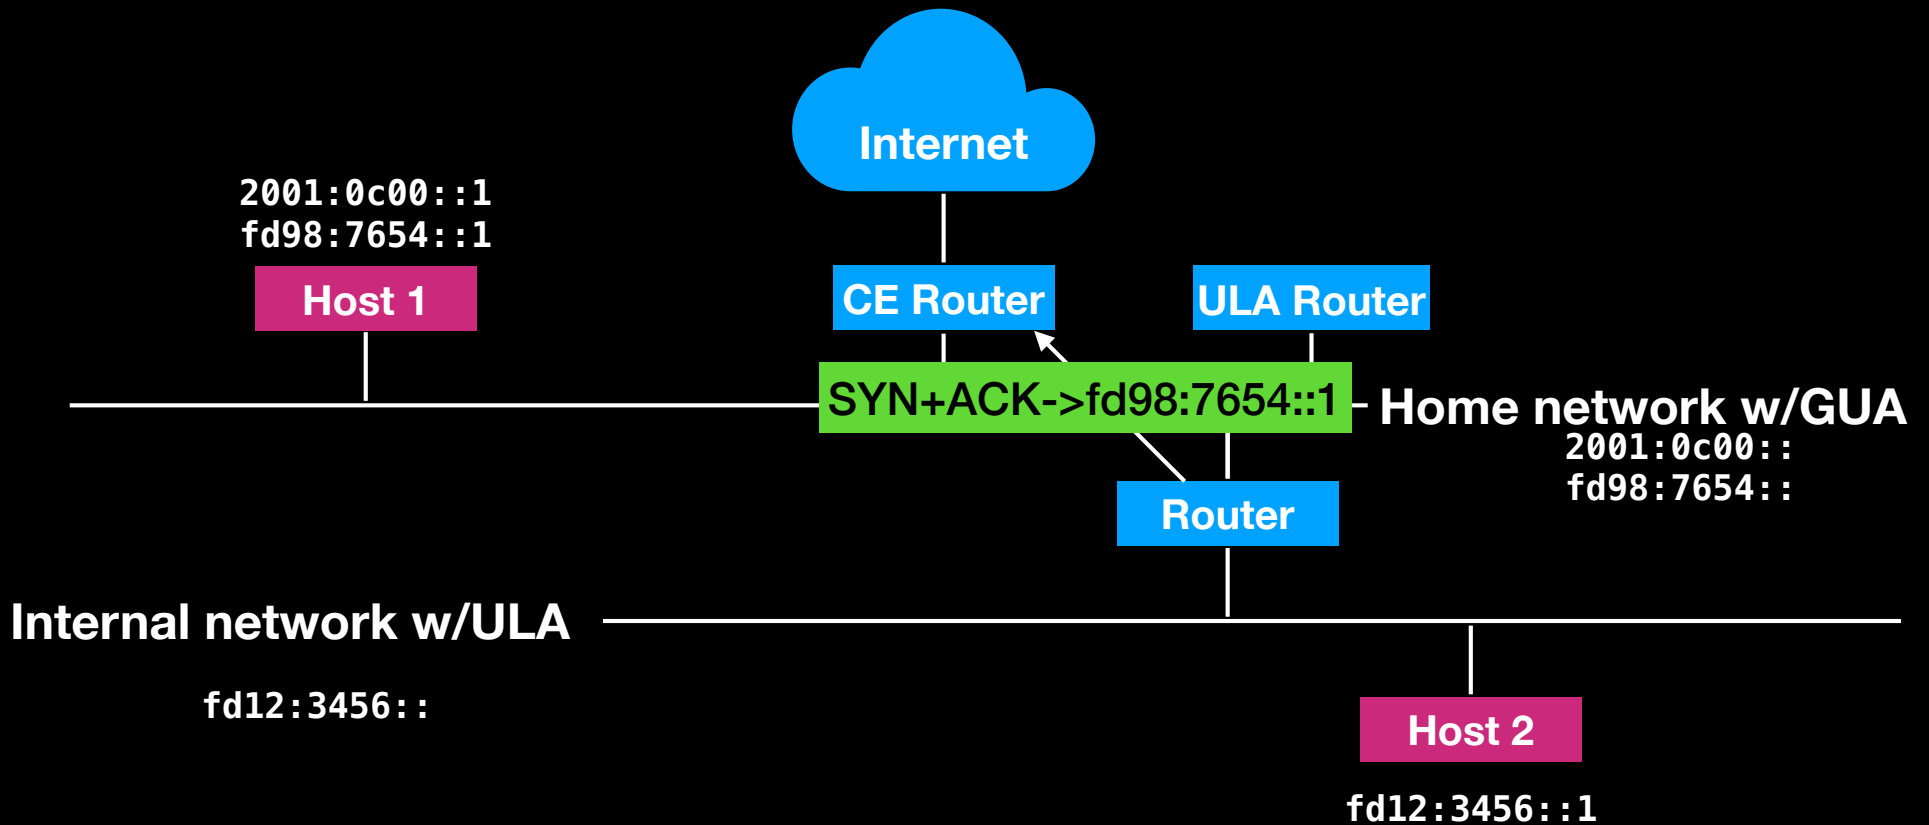 Internet
2001:0c00::1
fd98:7654::1
Host 1
CE Router
ULA Router
SYN+ACK->fd98:7654::1
Home network w/GUA
2001:0c00::
fd98:7654::
Router
Internal network w/ULA
fd12:3456::
Host 2
fd12:3456::1